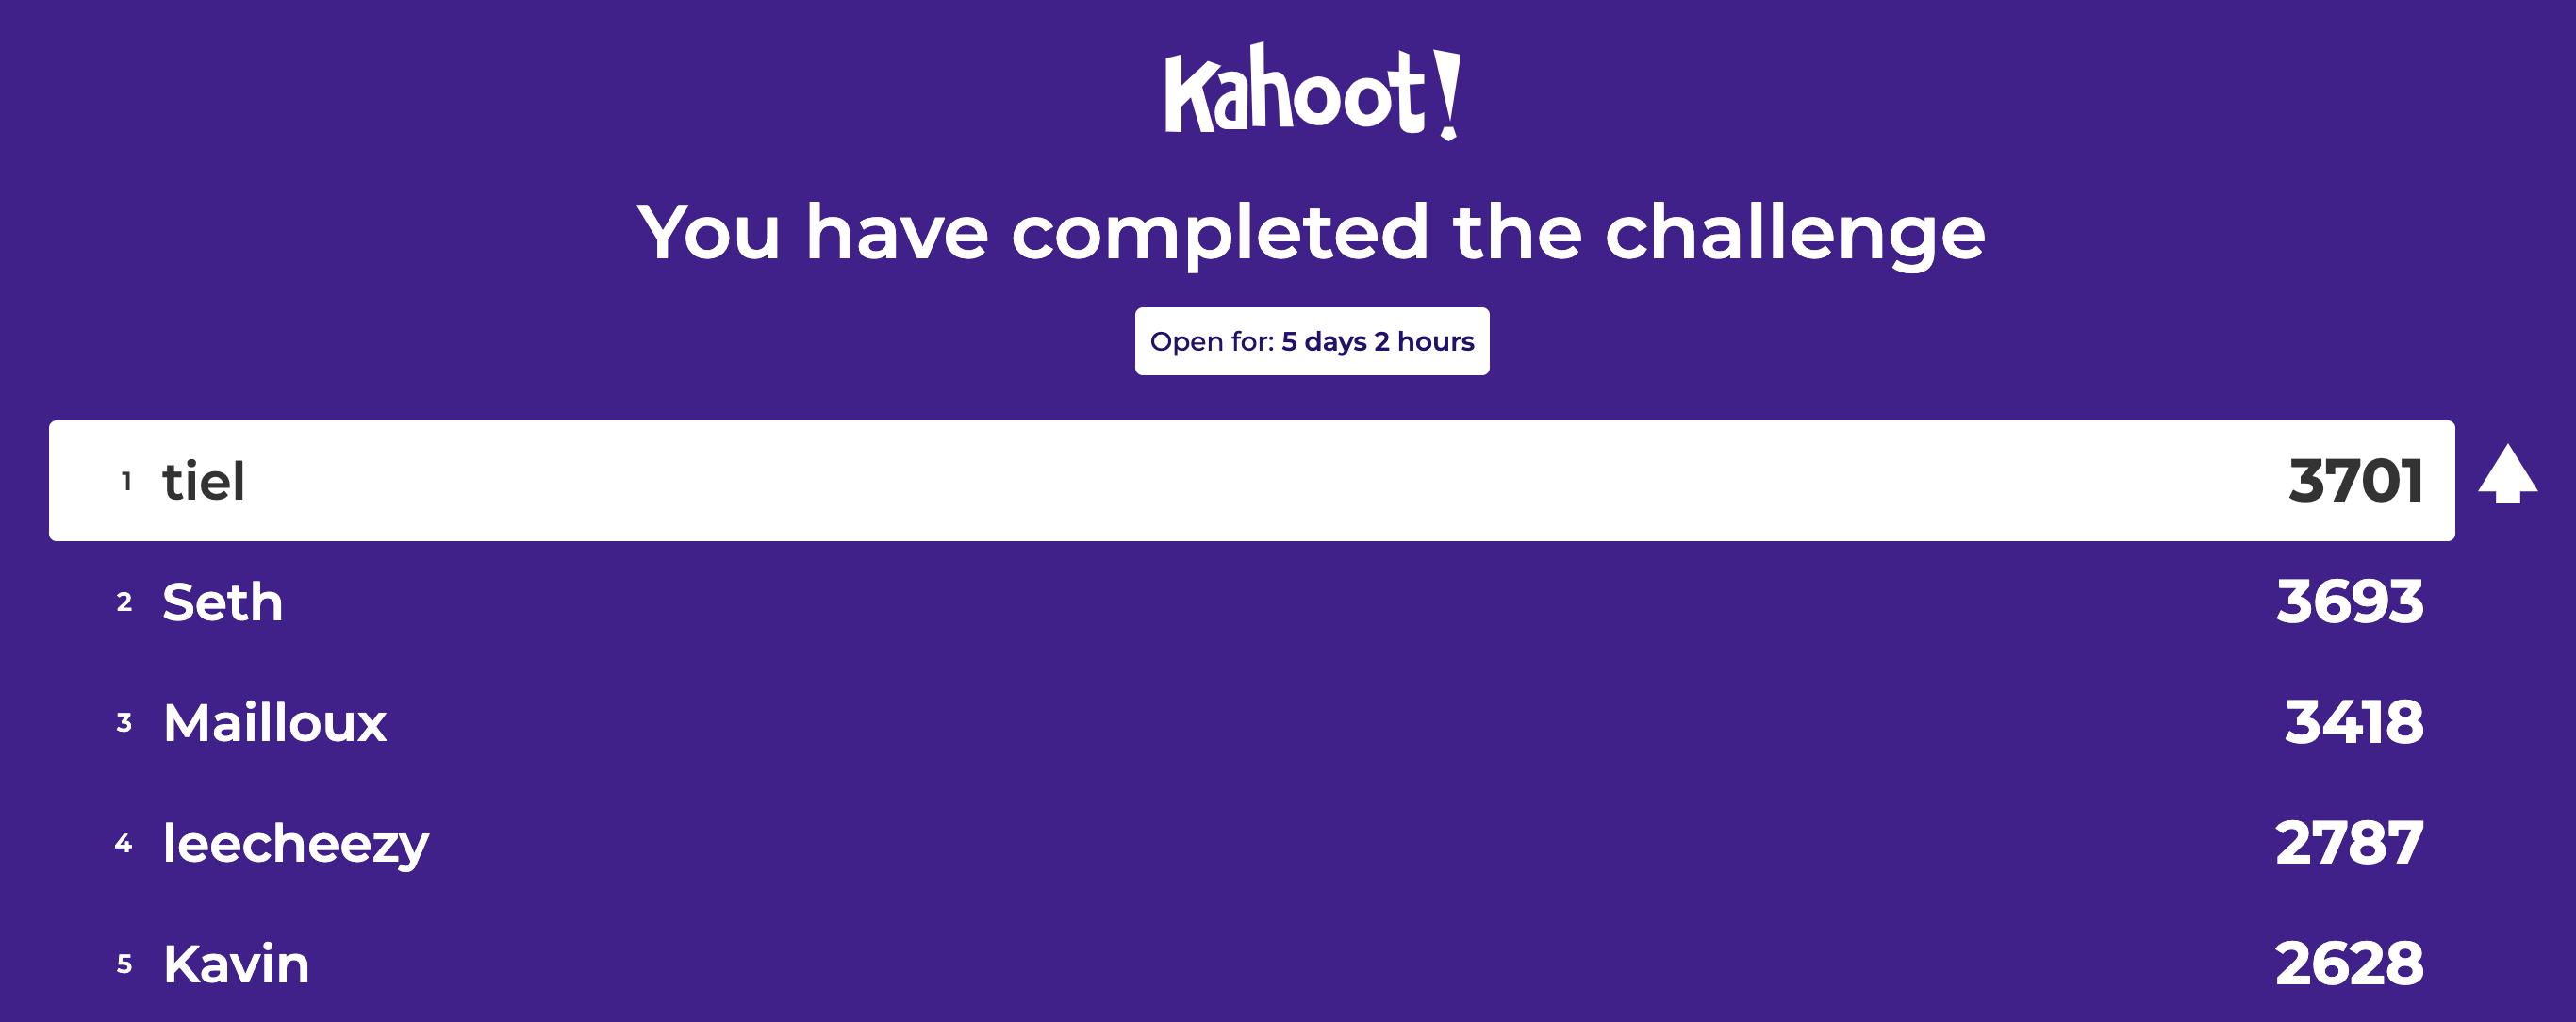 Kahoot!
You have completed the challenge
Open for: 5 days 2 hours
1 tiel 3701
2 Seth 3693
3 Mailloux 3418
4 leecheezy 2787
5 Kavin 2628